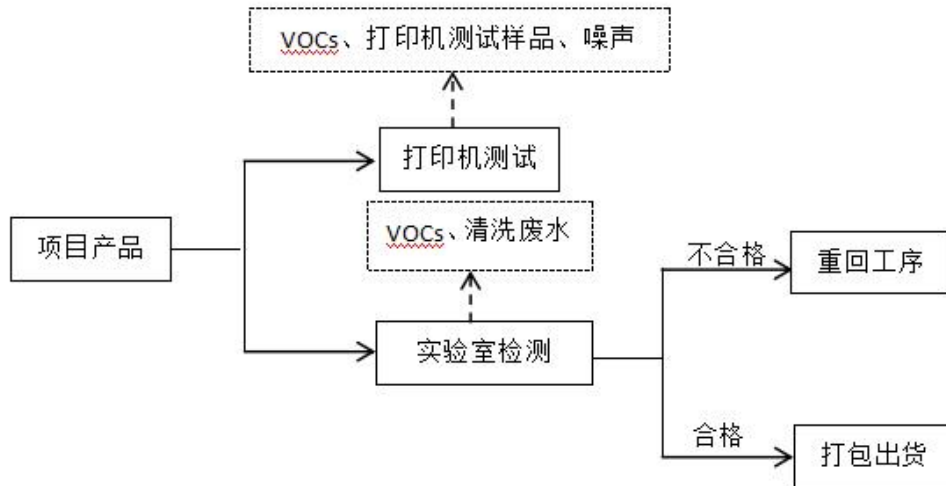 VOCs、打印机测试样品、噪声
打印机测试
VOCs、清洗废水
项目产品
不合格
重回工序
实验室检测
合格
打包出货